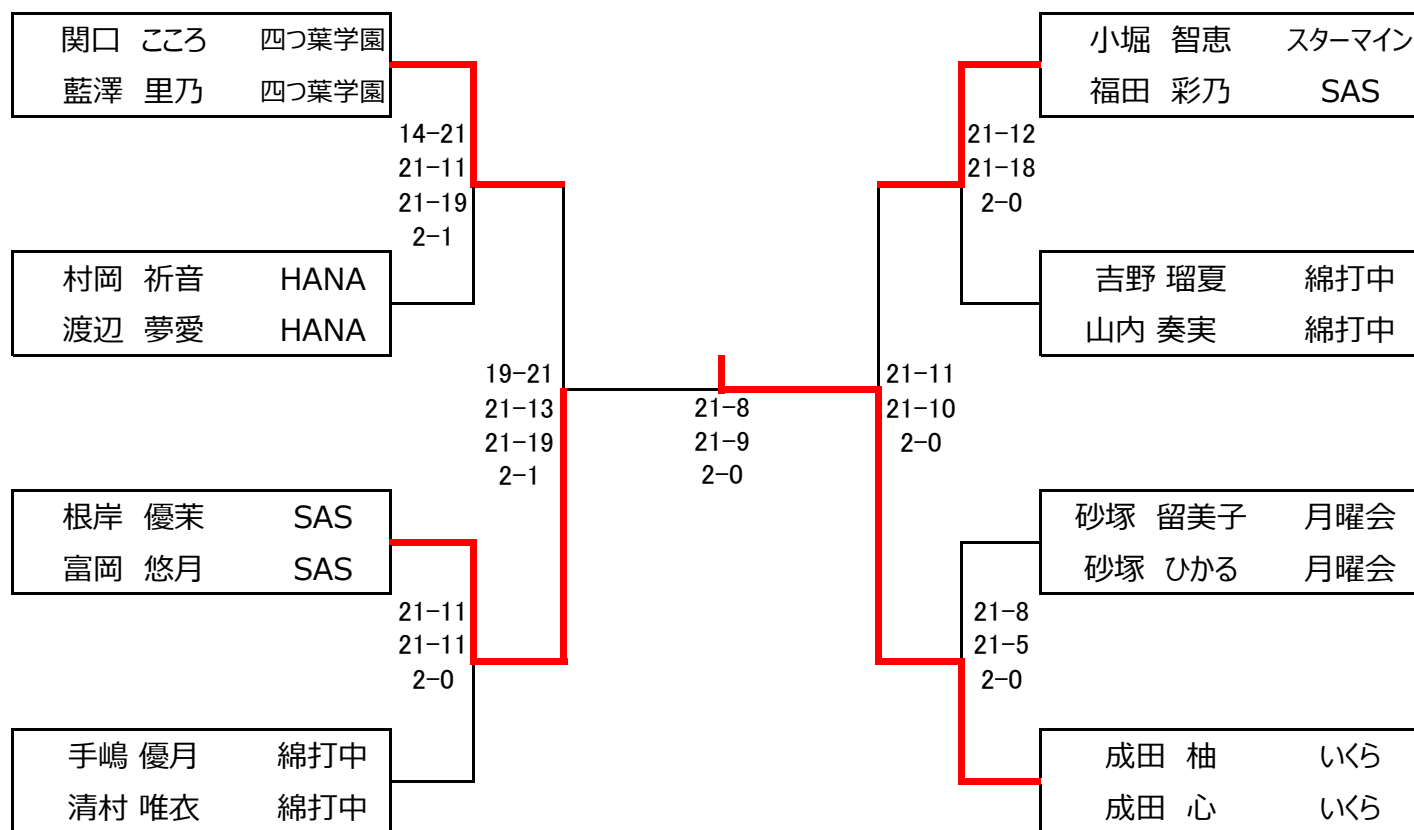 関口 こころ 四つ葉学園
藍澤 里乃 四つ葉学園
14-21
21-11
21-19
2-1
村岡 祈音 HANA
渡辺 夢愛 HANA
19-21
21-13
21-19
2-1
根岸 優茉 SAS
富岡 悠月 SAS
21-11
21-11
2-0
手嶋 優月 綿打中
清村 唯衣 綿打中
21-8
21-9
2-0
小堀 智恵 スターマイン
福田 彩乃 SAS
21-12
21-18
2-0
吉野 瑠夏 綿打中
山内 奏実 綿打中
21-11
21-10
2-0
砂塚 留美子 月曜会
砂塚 ひかる 月曜会
21-8
21-5
2-0
成田 柚 いくら
成田 心 いくら